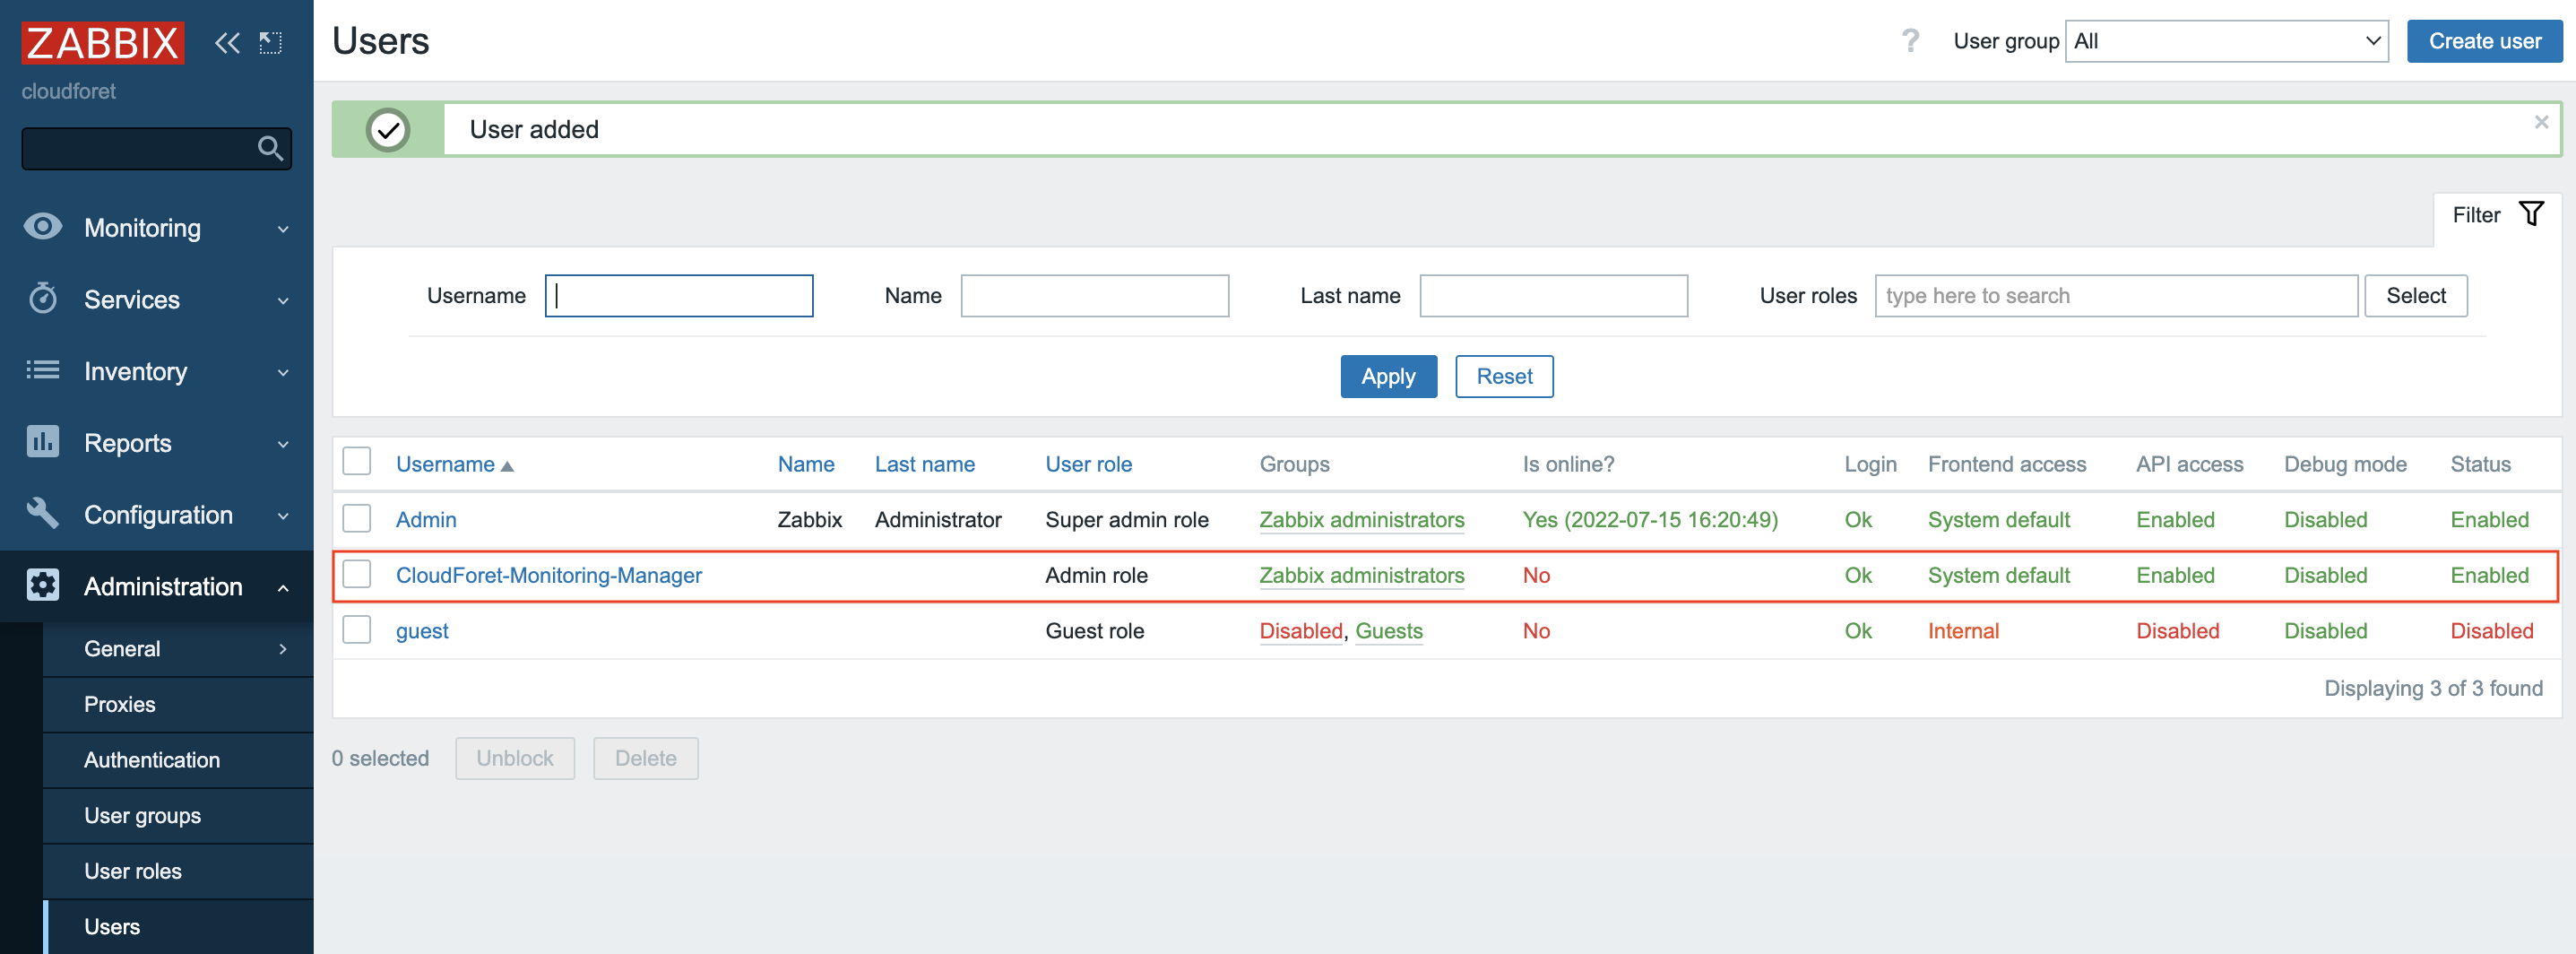 ZABBIX
cloudforet
Monitoring
Services
Inventory
Reports
Configuration
Administration
General
Proxies
Authentication
User groups
User roles
Users
Users
? User group All Create user
User added
Filter
Username Name Last name User roles type here to search Select
Apply Reset
Username Name Last name User role Groups Is online? Login Frontend access API access Debug mode Status
Admin Zabbix Administrator Super admin role Zabbix administrators Yes (2022-07-15 16:20:49) Ok System default Enabled Disabled Enabled
CloudForet-Monitoring-Manager Admin role Zabbix administrators No Ok System default Enabled Disabled Enabled
guest Guest role Disabled, Guests No Ok Internal Disabled Disabled Disabled
Displaying 3 of 3 found
0 selected Unblock Delete